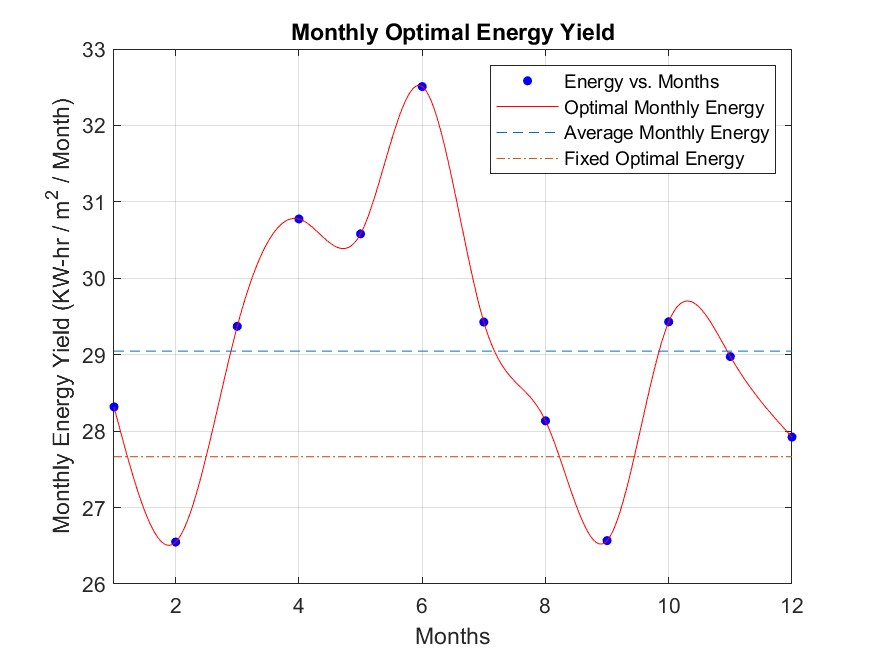 Monthly Optimal Energy Yield
Monthly Energy Yield (KW-hr / m² / Month)
33
32
31
30
29
28
27
26
Energy vs. Months
Optimal Monthly Energy
Average Monthly Energy
Fixed Optimal Energy
2 4 6 8 10 12
Months